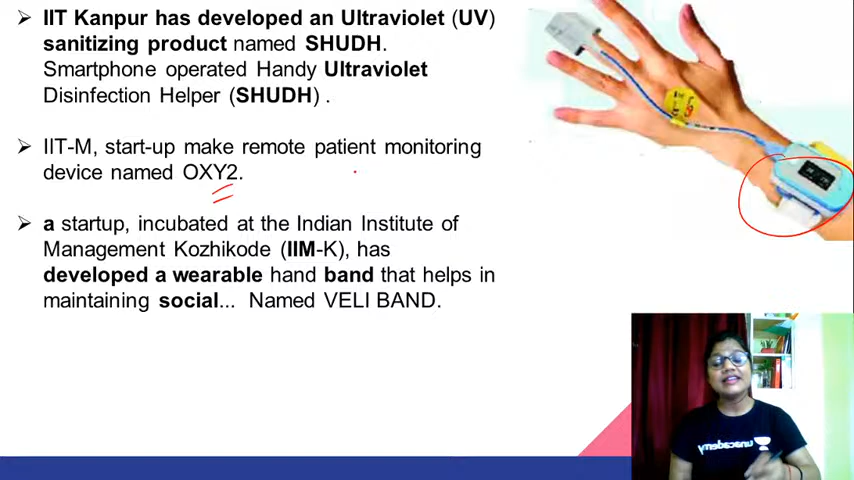 IIT Kanpur has developed an Ultraviolet (UV)
sanitizing product named SHUDH.
Smartphone operated Handy Ultraviolet
Disinfection Helper (SHUDH) .
IIT-M, start-up make remote patient monitoring
device named OXY2.
a startup, incubated at the Indian Institute of
Management Kozhikode (IIM-K), has
developed a wearable hand band that helps in
maintaining social... Named VELI BAND.
unacademy